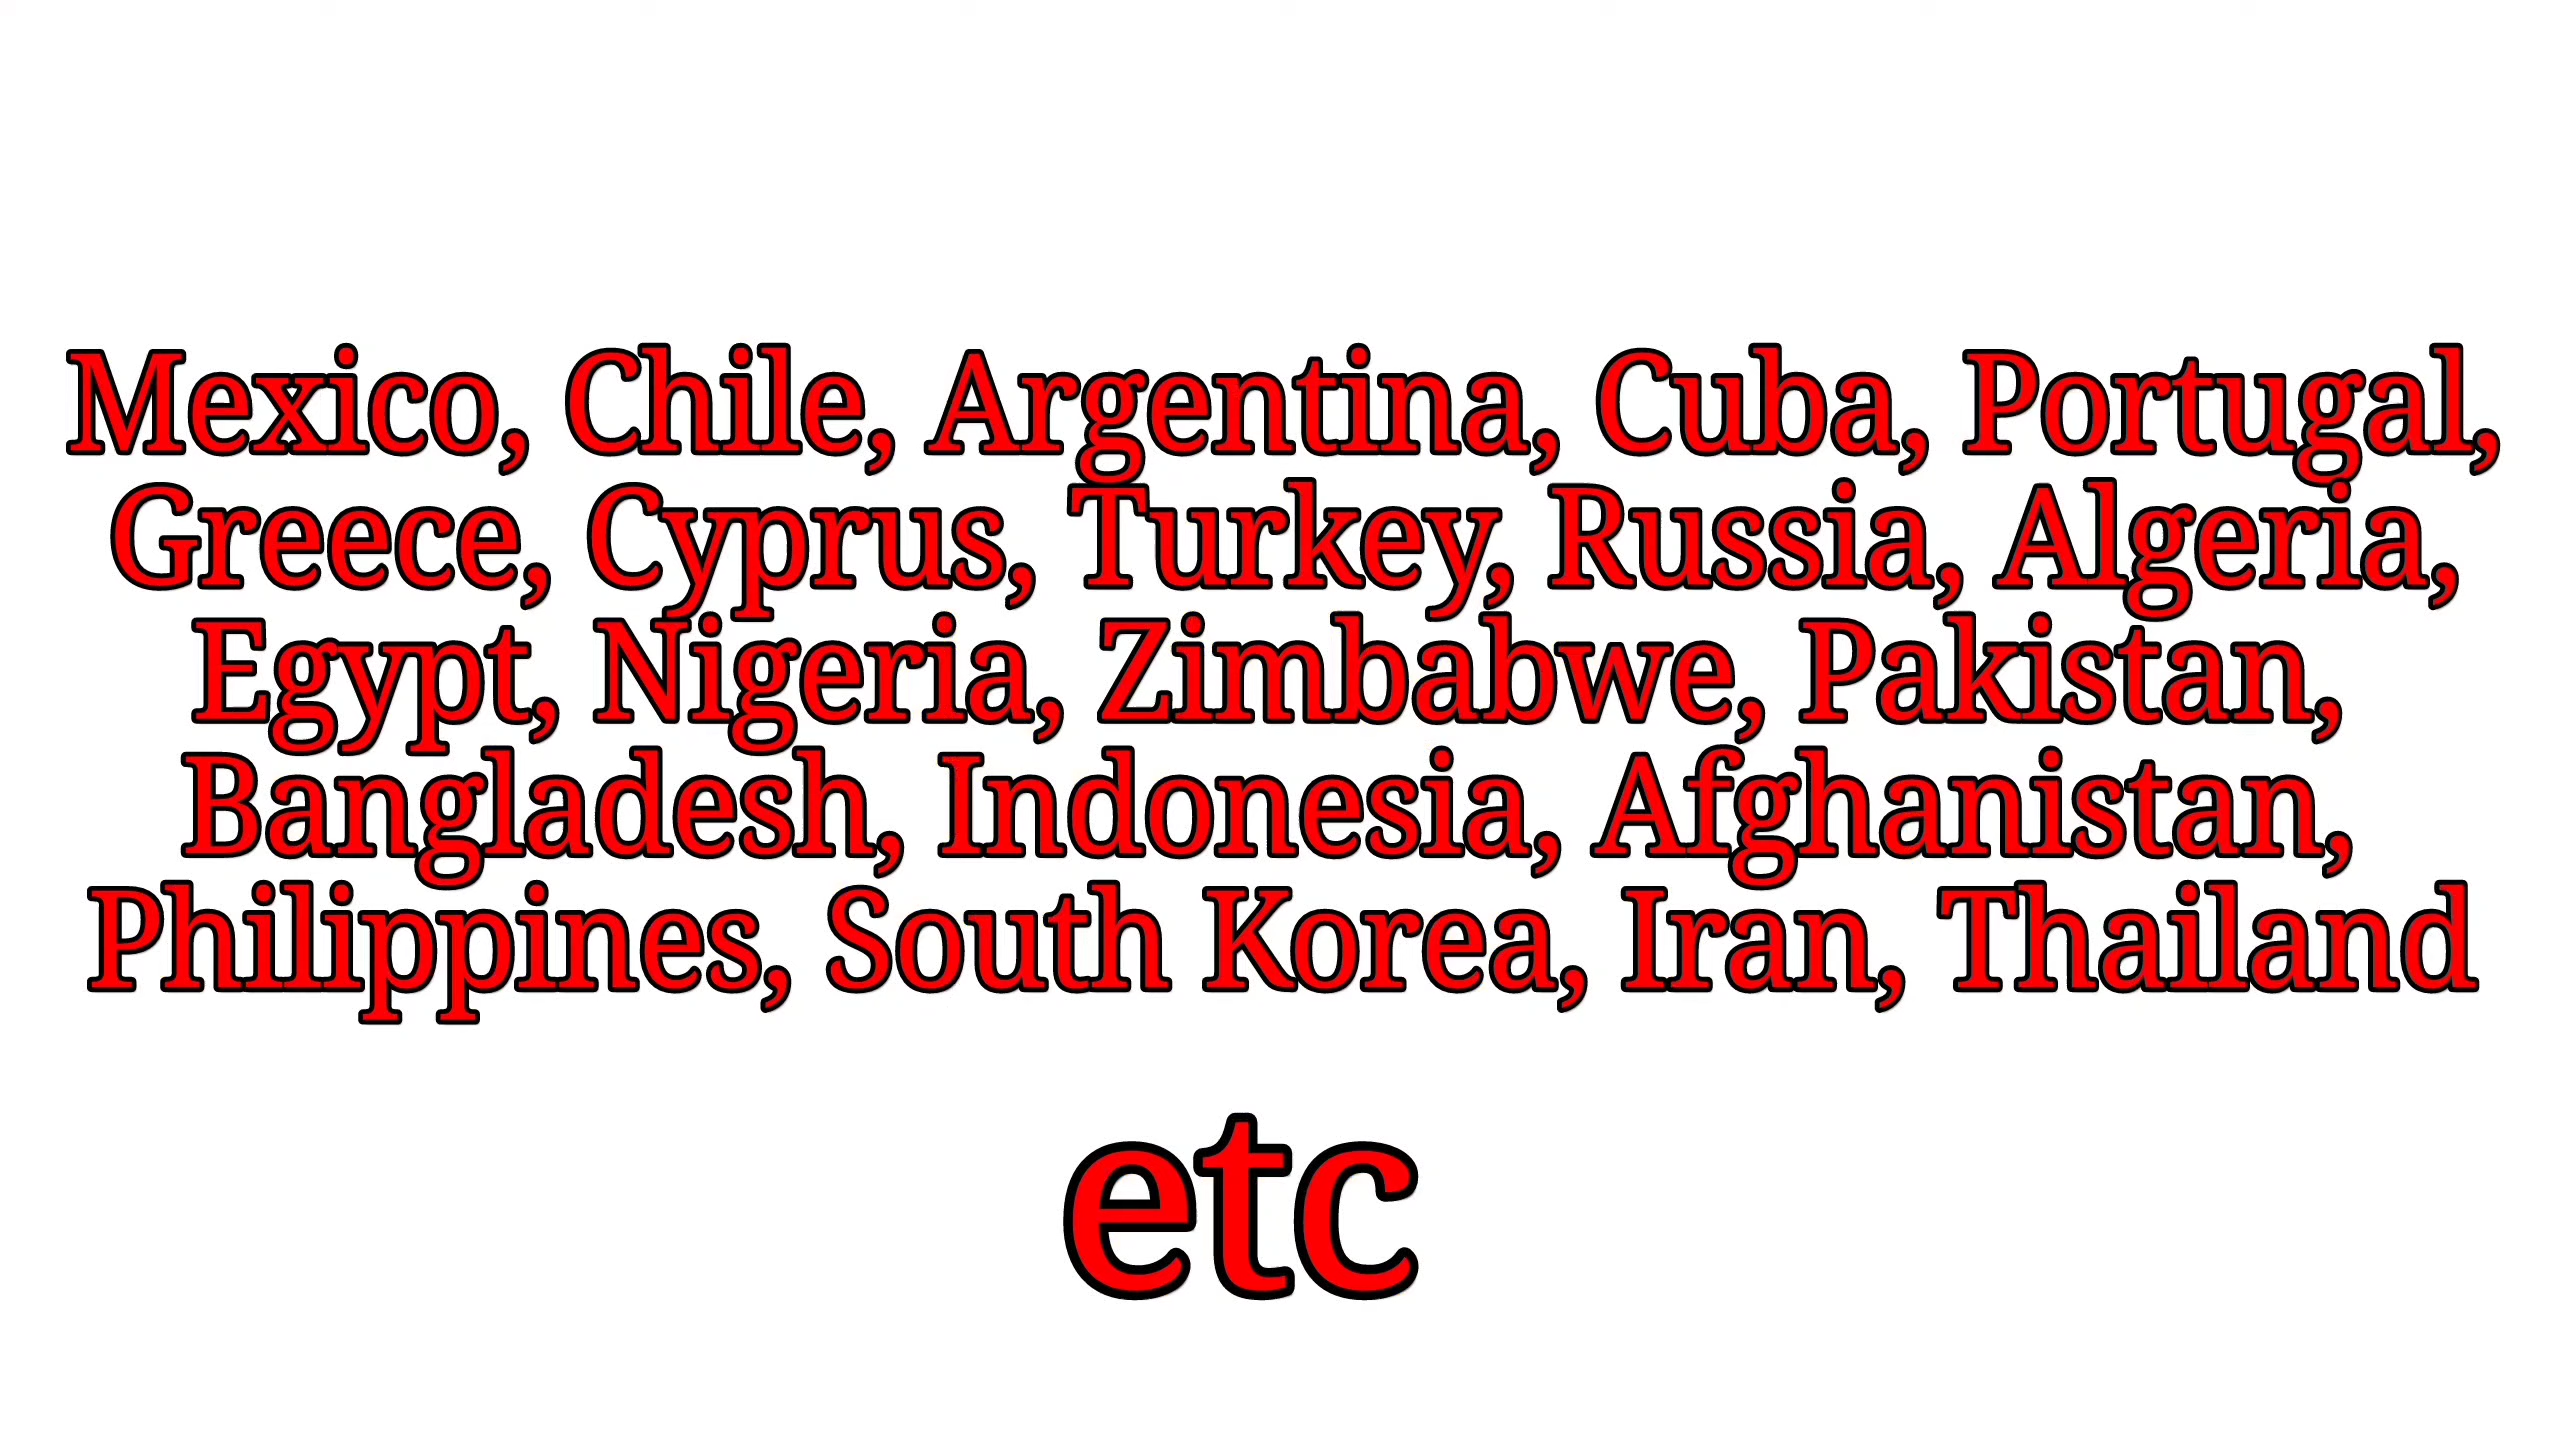 Mexico, Chile, Argentina, Cuba, Portugal,
Greece, Cyprus, Turkey, Russia, Algeria,
Egypt, Nigeria, Zimbabwe, Pakistan,
Bangladesh, Indonesia, Afghanistan,
Philippines, South Korea, Iran, Thailand
etc